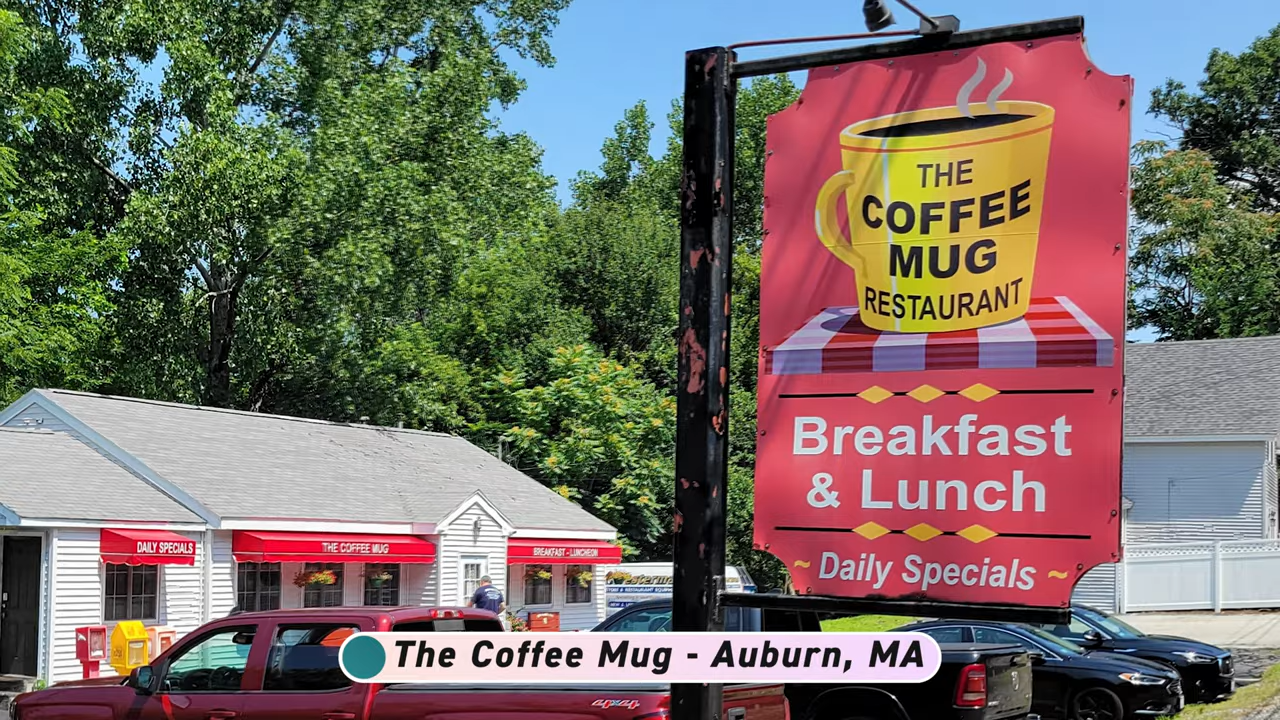 THE
COFFEE
MUG
RESTAURANT
Breakfast
& Lunch
~ Daily Specials ~
DAILY SPECIALS
THE COFFEE MUG
BREAKFAST - LUNCHEON
4x4
The Coffee Mug - Auburn, MA